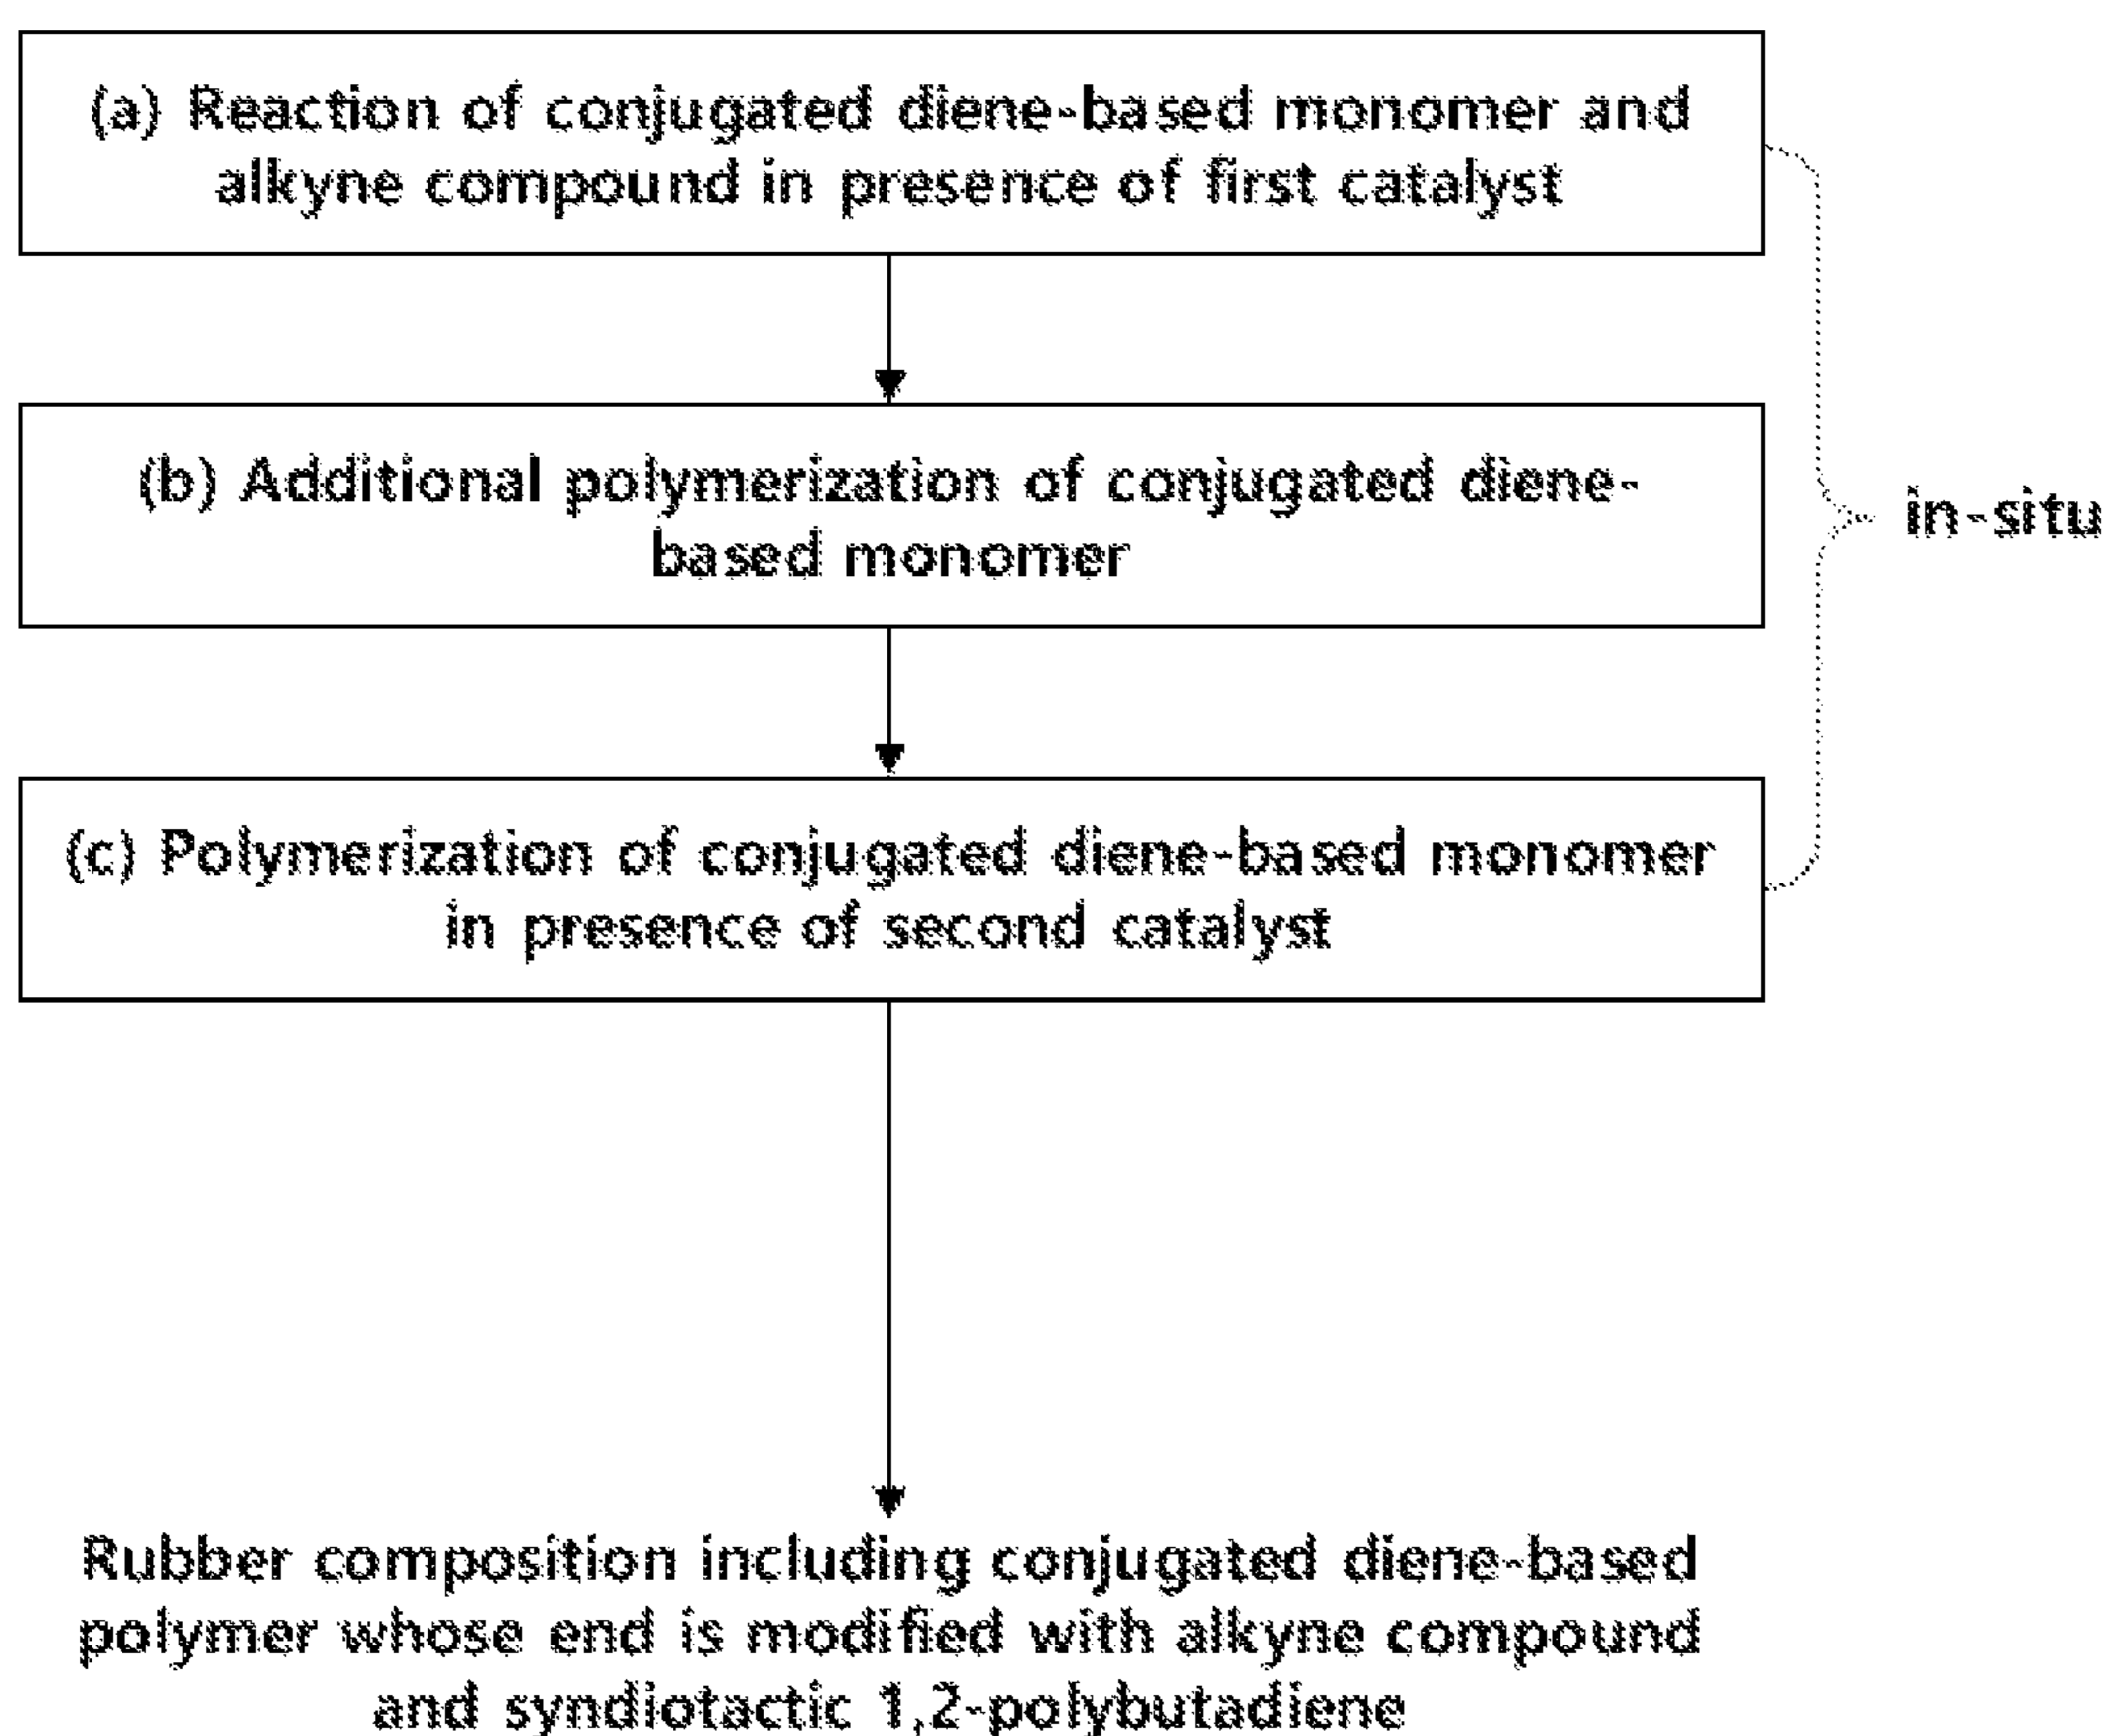 (a) Reaction of conjugated diene-based monomer and
alkyne compound in presence of first catalyst
(b) Additional polymerization of conjugated diene-
based monomer
in-situ
(c) Polymerization of conjugated diene-based monomer
in presence of second catalyst
Rubber composition including conjugated diene-based
polymer whose end is modified with alkyne compound
and syndiotactic 1,2-polybutadiene